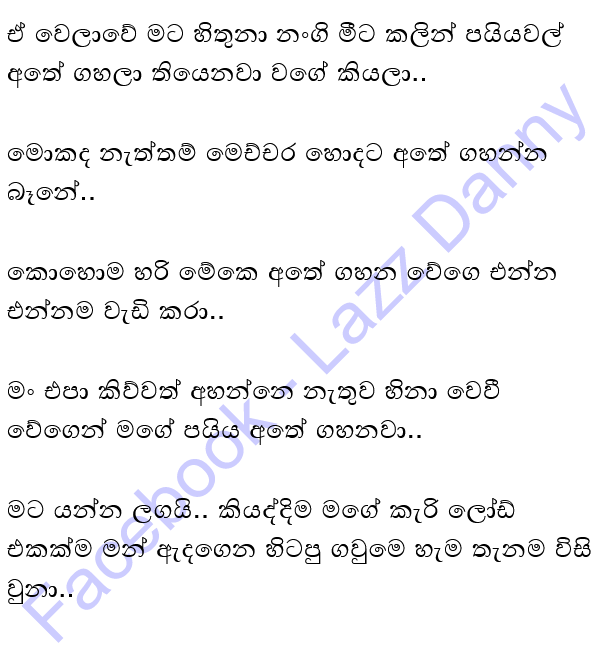 ඒ වෙලාවේ මට හිතුනා නංගි මීට කලින් පයියවල්
අතේ ගහලා තියෙනවා වගේ කියලා..
මොකද නැත්තම් මෙච්චර හොදට අතේ ගහන්න
බෑනේ..
කොහොම හරි මේකෙ අතේ ගහන වේගෙ එන්න
එන්නම වැඩි කරා..
මං එපා කිව්වත් අහන්නෙ නැතුව හිනා වෙවී
වේගෙන් මගේ පයිය අතේ ගහනවා..
මට යන්න ලගයි.. කියද්දිම මගේ කැරි ලෝඩ්
එකක්ම මන් ඇදගෙන හිටපු ගවුමෙ හැම තැනම විසි
වුනා..
Facebook - Lazz Danny